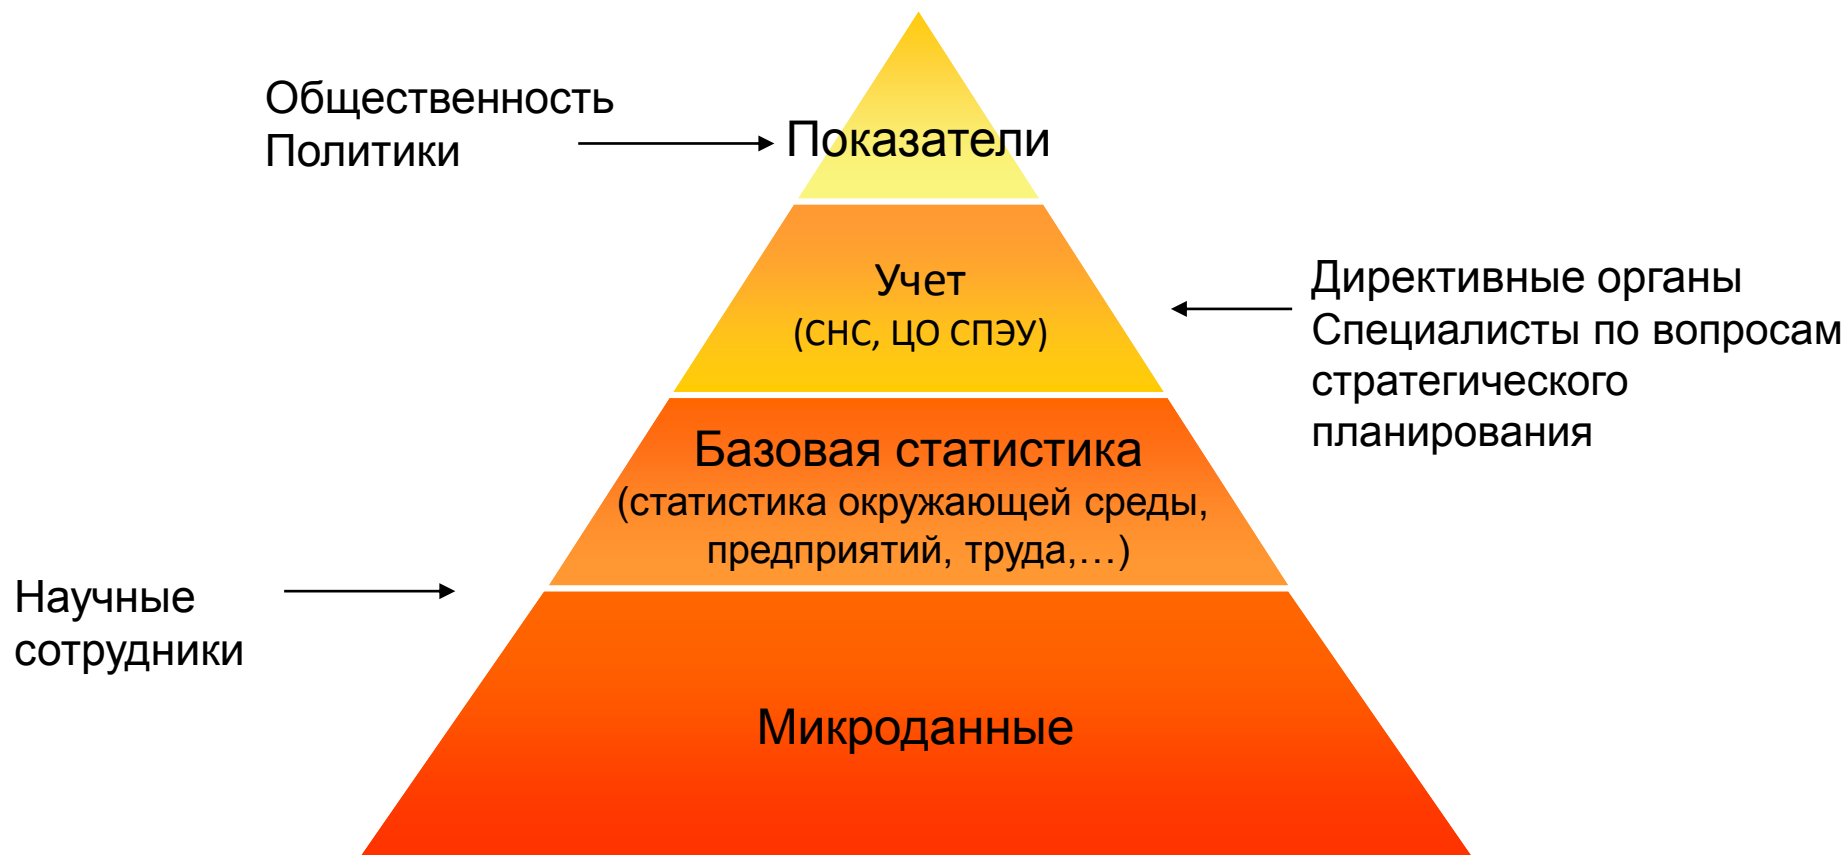 Общественность
Политики
Показатели
Учет
(СНС, ЦО СПЭУ)
Директивные органы
Специалисты по вопросам
стратегического
планирования
Базовая статистика
(статистика окружающей среды,
предприятий, труда,...)
Научные
сотрудники
Микроданные